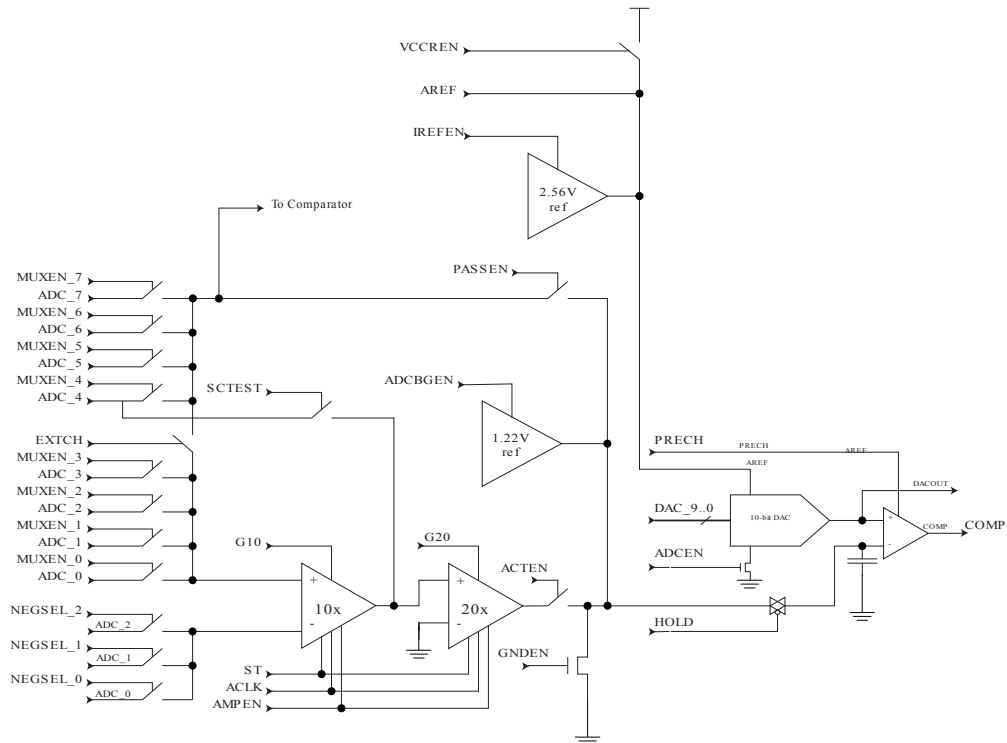 VCCREN
AREF
IREFEN
2.56V
ref
To Comparator
PASSEN
MUXEN_7
ADC_7
MUXEN_6
ADC_6
MUXEN_5
ADC_5
MUXEN_4
ADC_4
SCTEST
ADCBGEN
1.22V
ref
EXTCH
MUXEN_3
ADC_3
MUXEN_2
ADC_2
MUXEN_1
ADC_1
MUXEN_0
ADC_0
PRECH
PRECH
AREF
AREF
DACOUT
DAC_9..0
10-bit DAC
+
-
COMP
COMP
ADCEN
G10
G20
ACTEN
+
10x
-
+
20x
-
HOLD
NEGSEL_2
ADC_2
NEGSEL_1
ADC_1
NEGSEL_0
ADC_0
ST
ACLK
AMPEN
GNDEN